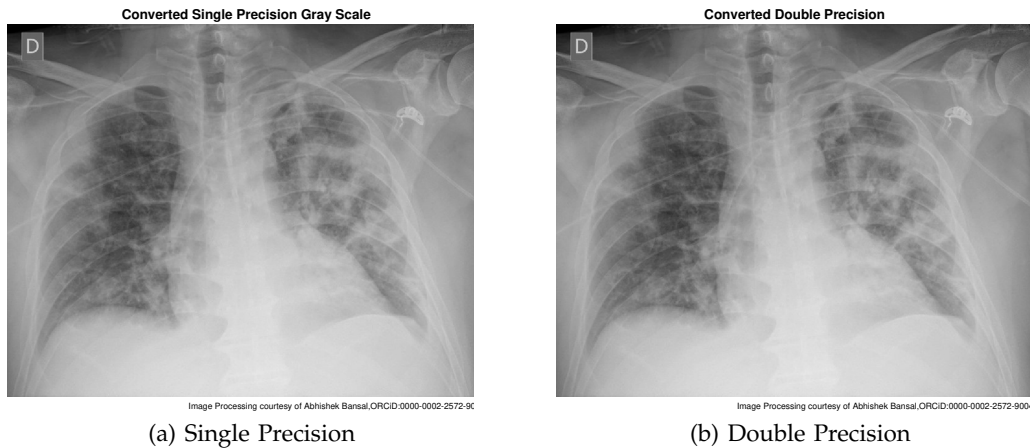 Converted Single Precision Gray Scale
Converted Double Precision
D
D
Image Processing courtesy of Abhishek Bansal,ORCiD:0000-0002-2572-90
Image Processing courtesy of Abhishek Bansal,ORCiD:0000-0002-2572-900
(a) Single Precision
(b) Double Precision